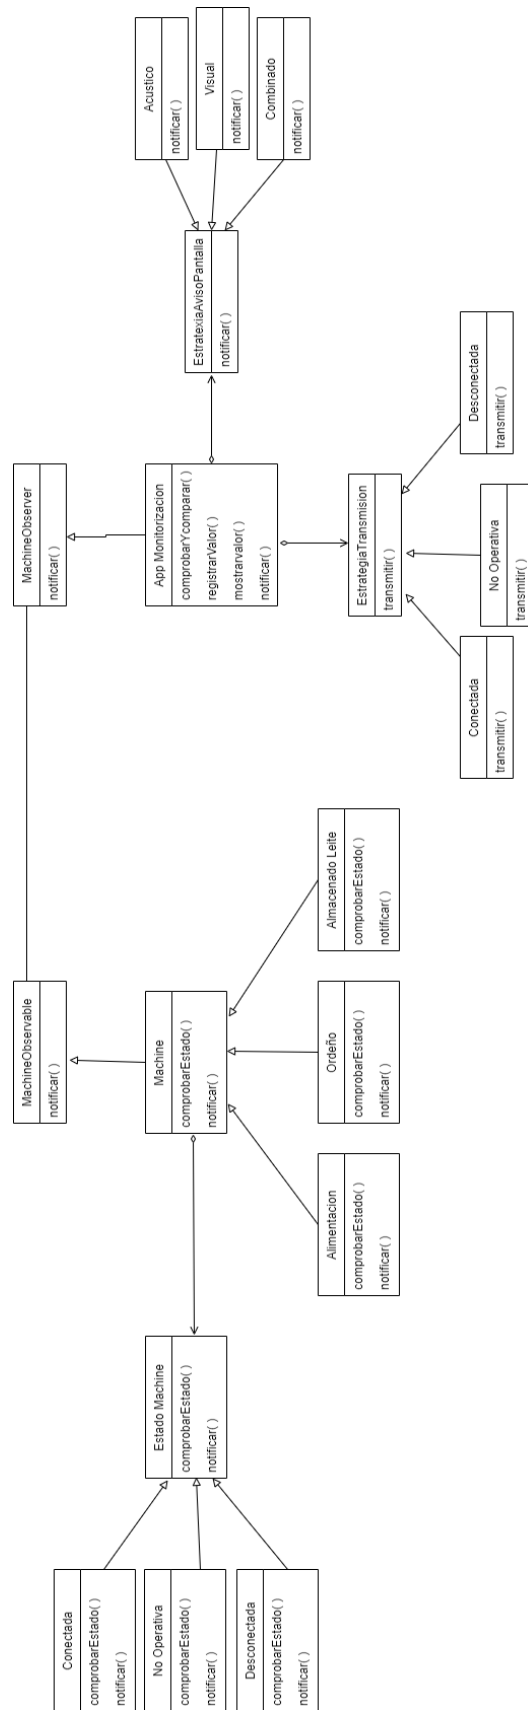 MachineObservable
notificar( )
MachineObserver
notificar( )
Conectada
comprobarEstado( )
notificar( )
No Operativa
comprobarEstado( )
notificar( )
Desconectada
comprobarEstado( )
notificar( )
Estado Machine
comprobarEstado( )
notificar( )
Machine
comprobarEstado( )
notificar( )
App Monitorizacion
comprobarYcomparar( )
registrarValor( )
mostrarvalor( )
notificar( )
EstratexiaAvisoPantalla
notificar( )
Acustico
notificar( )
Visual
notificar( )
Combinado
notificar( )
Alimentacion
comprobarEstado( )
notificar( )
Ordeño
comprobarEstado( )
notificar( )
Almacenado Leite
comprobarEstado( )
notificar( )
EstrategiaTransmision
transmitir( )
Conectada
transmitir( )
No Operativa
transmitir( )
Desconectada
transmitir( )